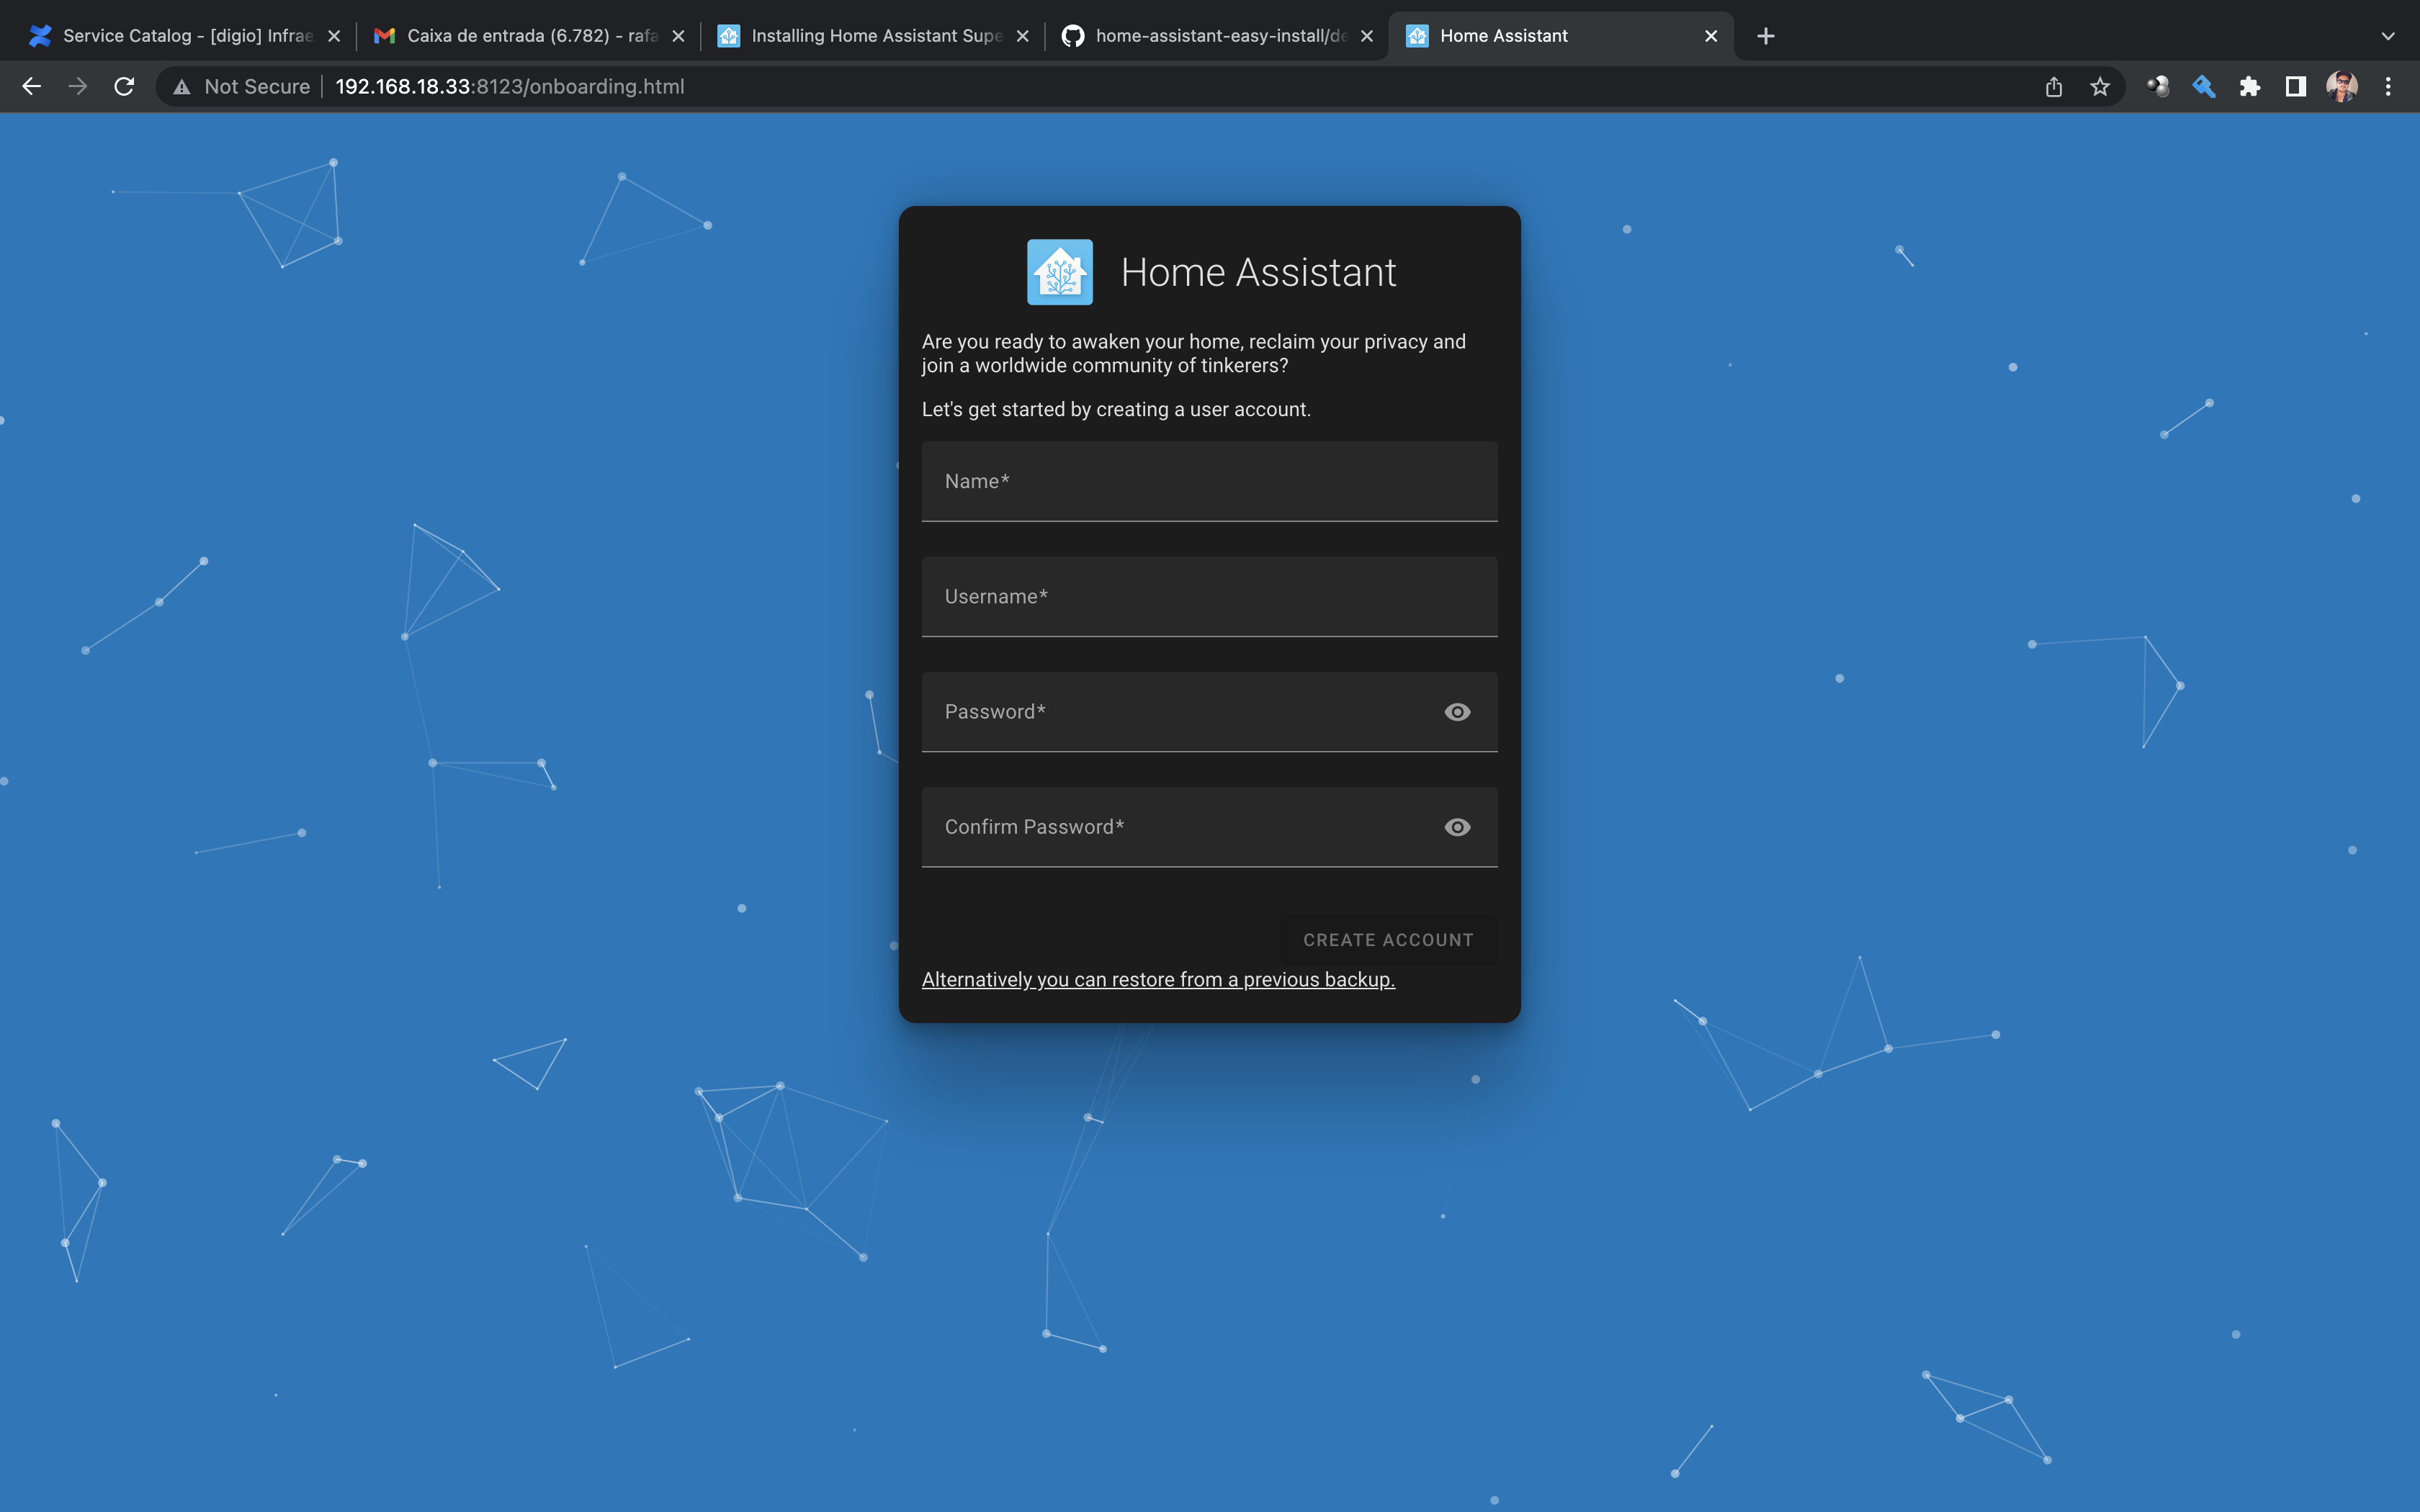 Service Catalog - [digio] Infrae
Caixa de entrada (6.782) - rafa
Installing Home Assistant Supe
home-assistant-easy-install/de
Home Assistant
Not Secure
192.168.18.33:8123/onboarding.html
Home Assistant
Are you ready to awaken your home, reclaim your privacy and
join a worldwide community of tinkerers?
Let's get started by creating a user account.
Name*
Username*
Password*
Confirm Password*
CREATE ACCOUNT
Alternatively you can restore from a previous backup.